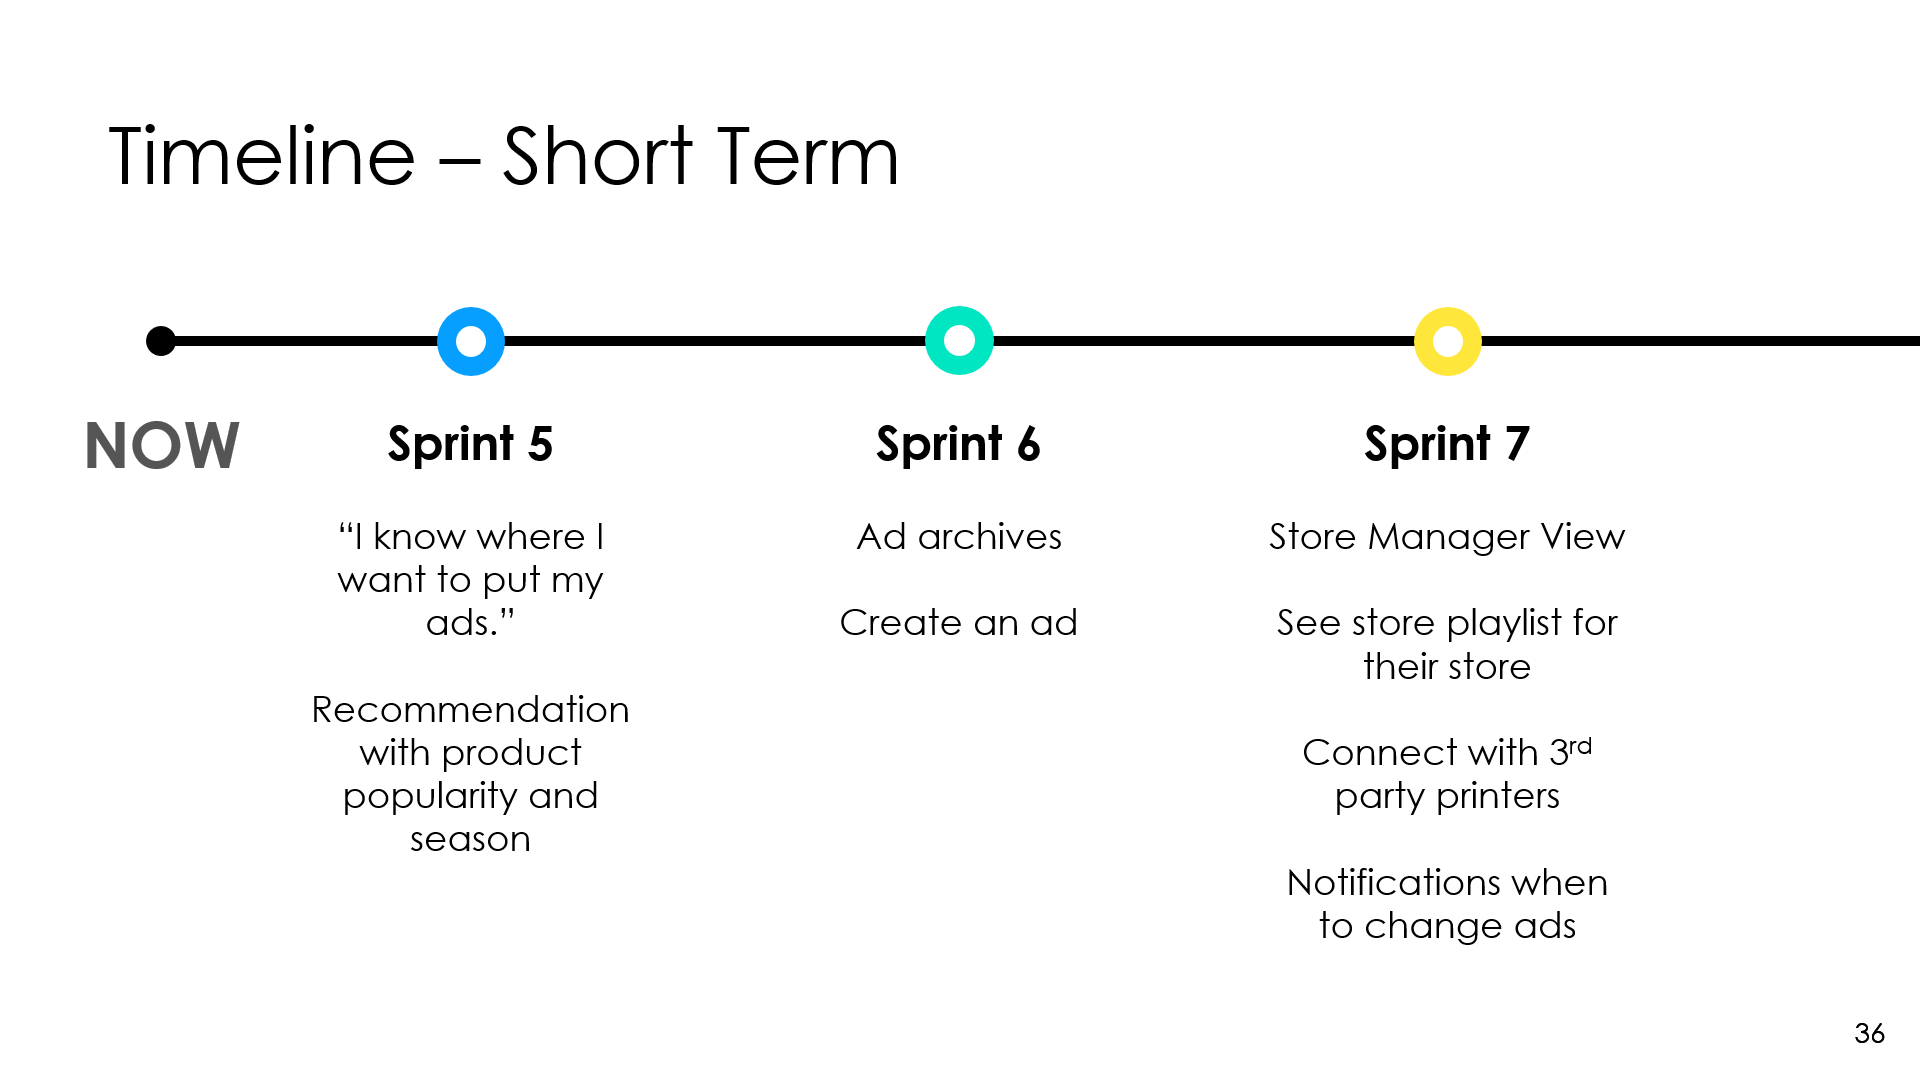 Timeline – Short Term
NOW
Sprint 5
“I know where I
want to put my
ads.”
Recommendation
with product
popularity and
season
Sprint 6
Ad archives
Create an ad
Sprint 7
Store Manager View
See store playlist for
their store
Connect with 3rd
party printers
Notifications when
to change ads
36